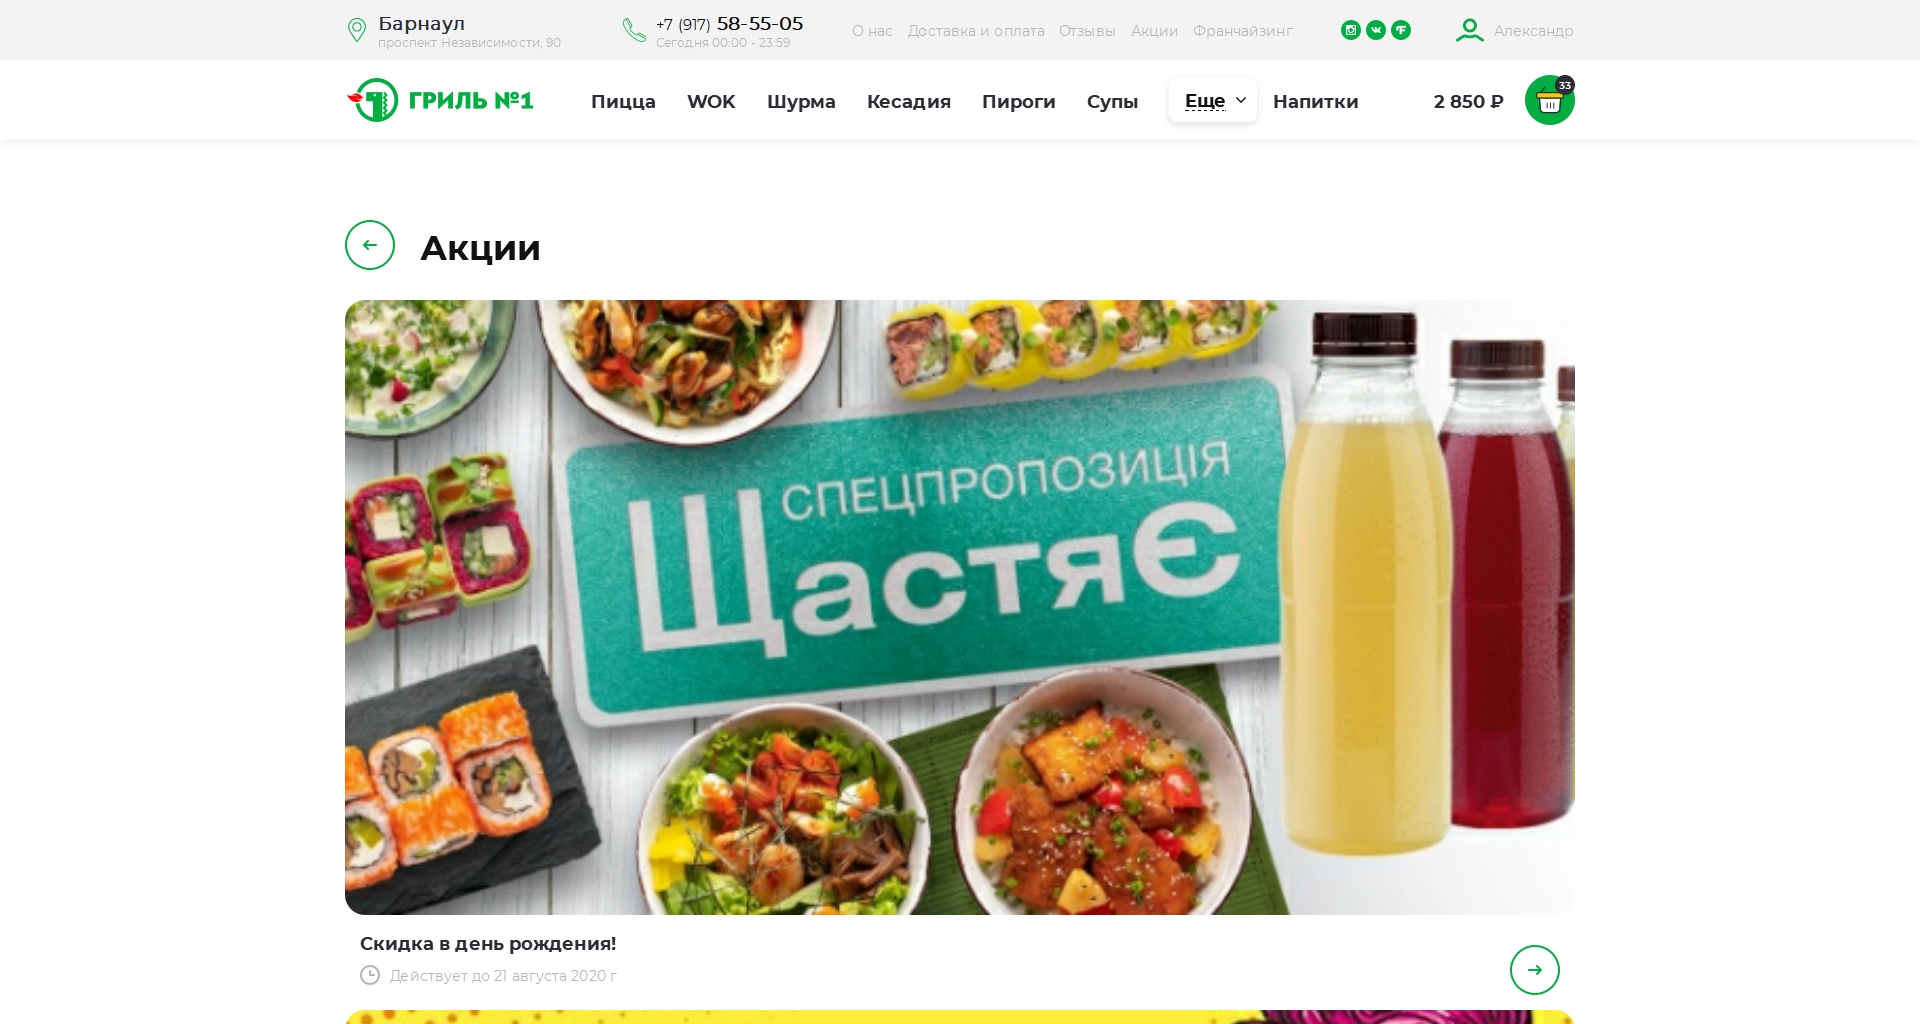 Барнаул
проспект Независимости, 90
+7 (917) 58-55-05
Сегодня 00:00 - 23:59
О нас
Доставка и оплата
Отзывы
Акции
Франчайзинг
Александр
ГРИЛЬ №1
Пицца
WOK
Шурма
Кесадия
Пироги
Супы
Еще
Напитки
2 850 ₽
33
Акции
СПЕЦПРОПОЗИЦІЯ
ЩастяЄ
Скидка в день рождения!
Действует до 21 августа 2020 г